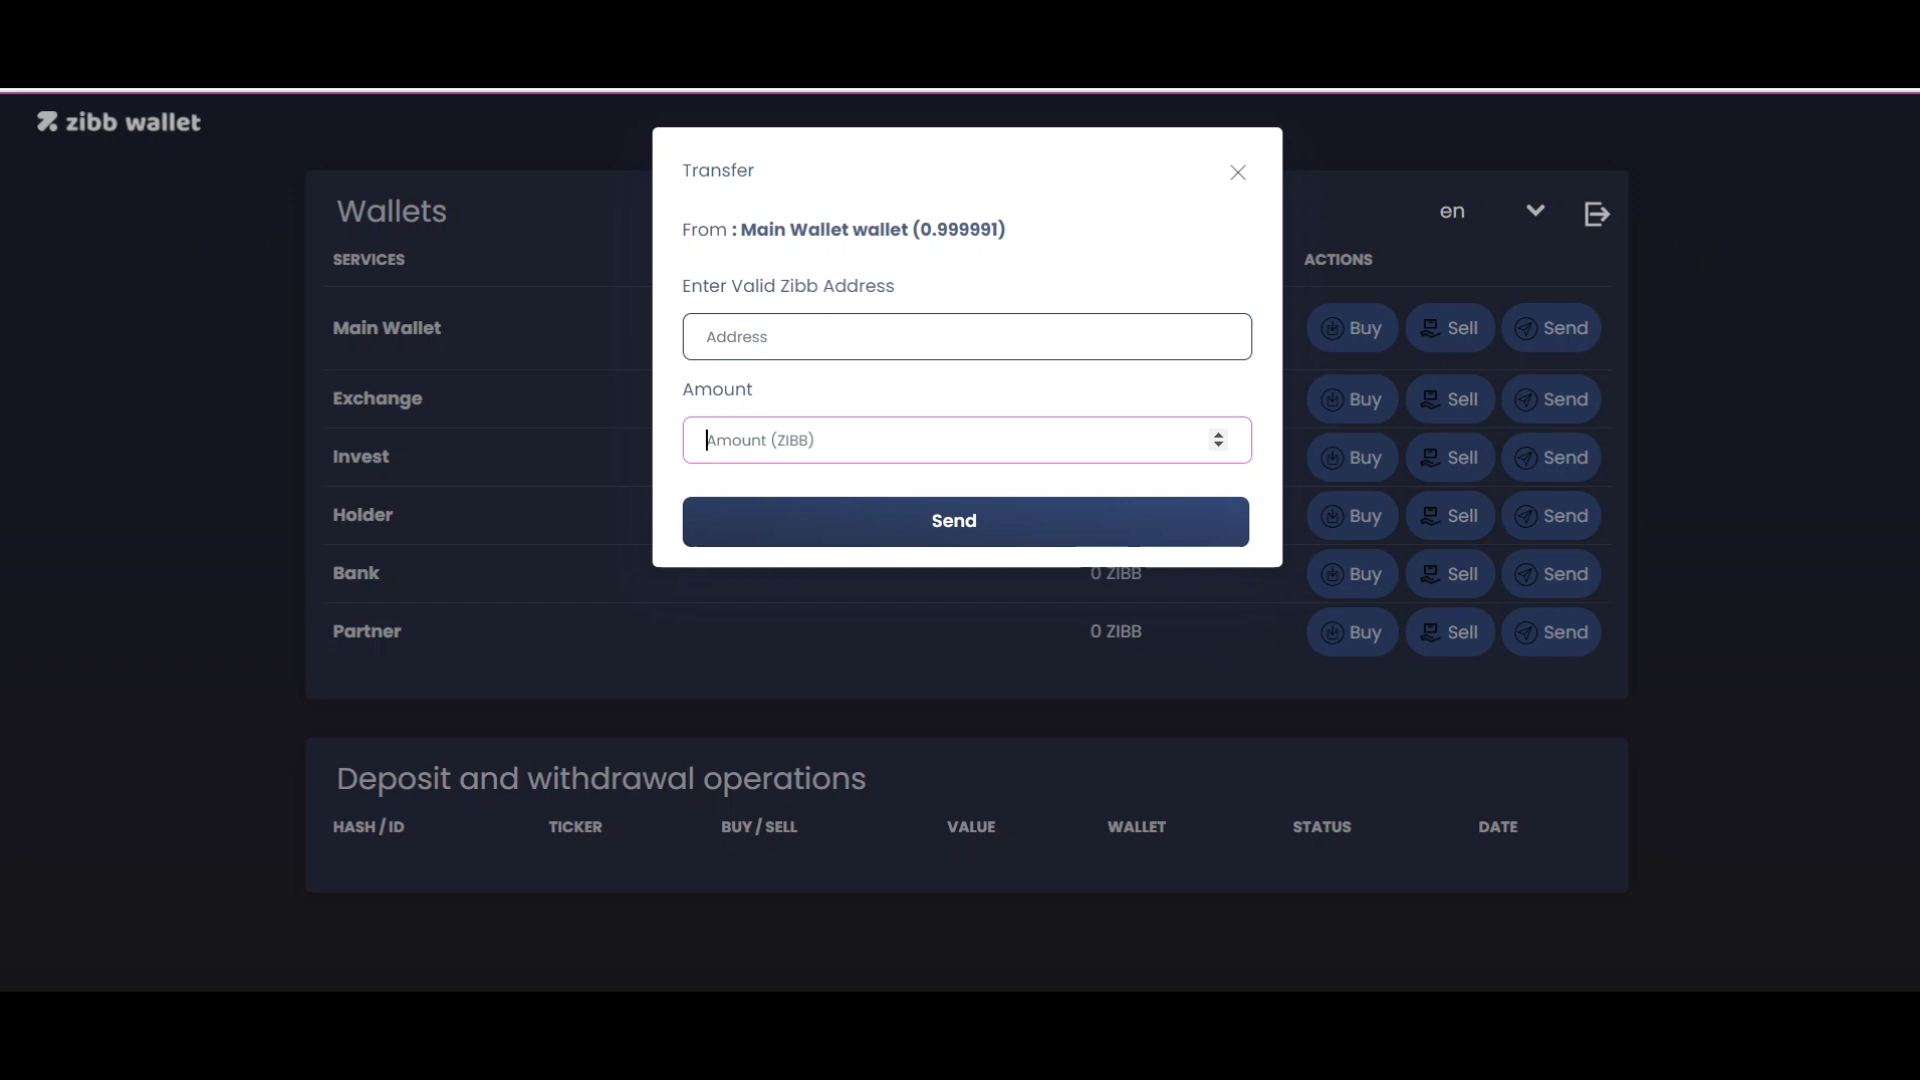 zibb wallet
Transfer
From : Main Wallet wallet (0.999991)
Enter Valid Zibb Address
Address
Amount
Amount (ZIBB)
Send
Wallets
en
SERVICES
ACTIONS
Main Wallet
Buy
Sell
Send
Exchange
Buy
Sell
Send
Invest
Buy
Sell
Send
Holder
Buy
Sell
Send
Bank
0 ZIBB
Buy
Sell
Send
Partner
0 ZIBB
Buy
Sell
Send
Deposit and withdrawal operations
HASH / ID
TICKER
BUY / SELL
VALUE
WALLET
STATUS
DATE